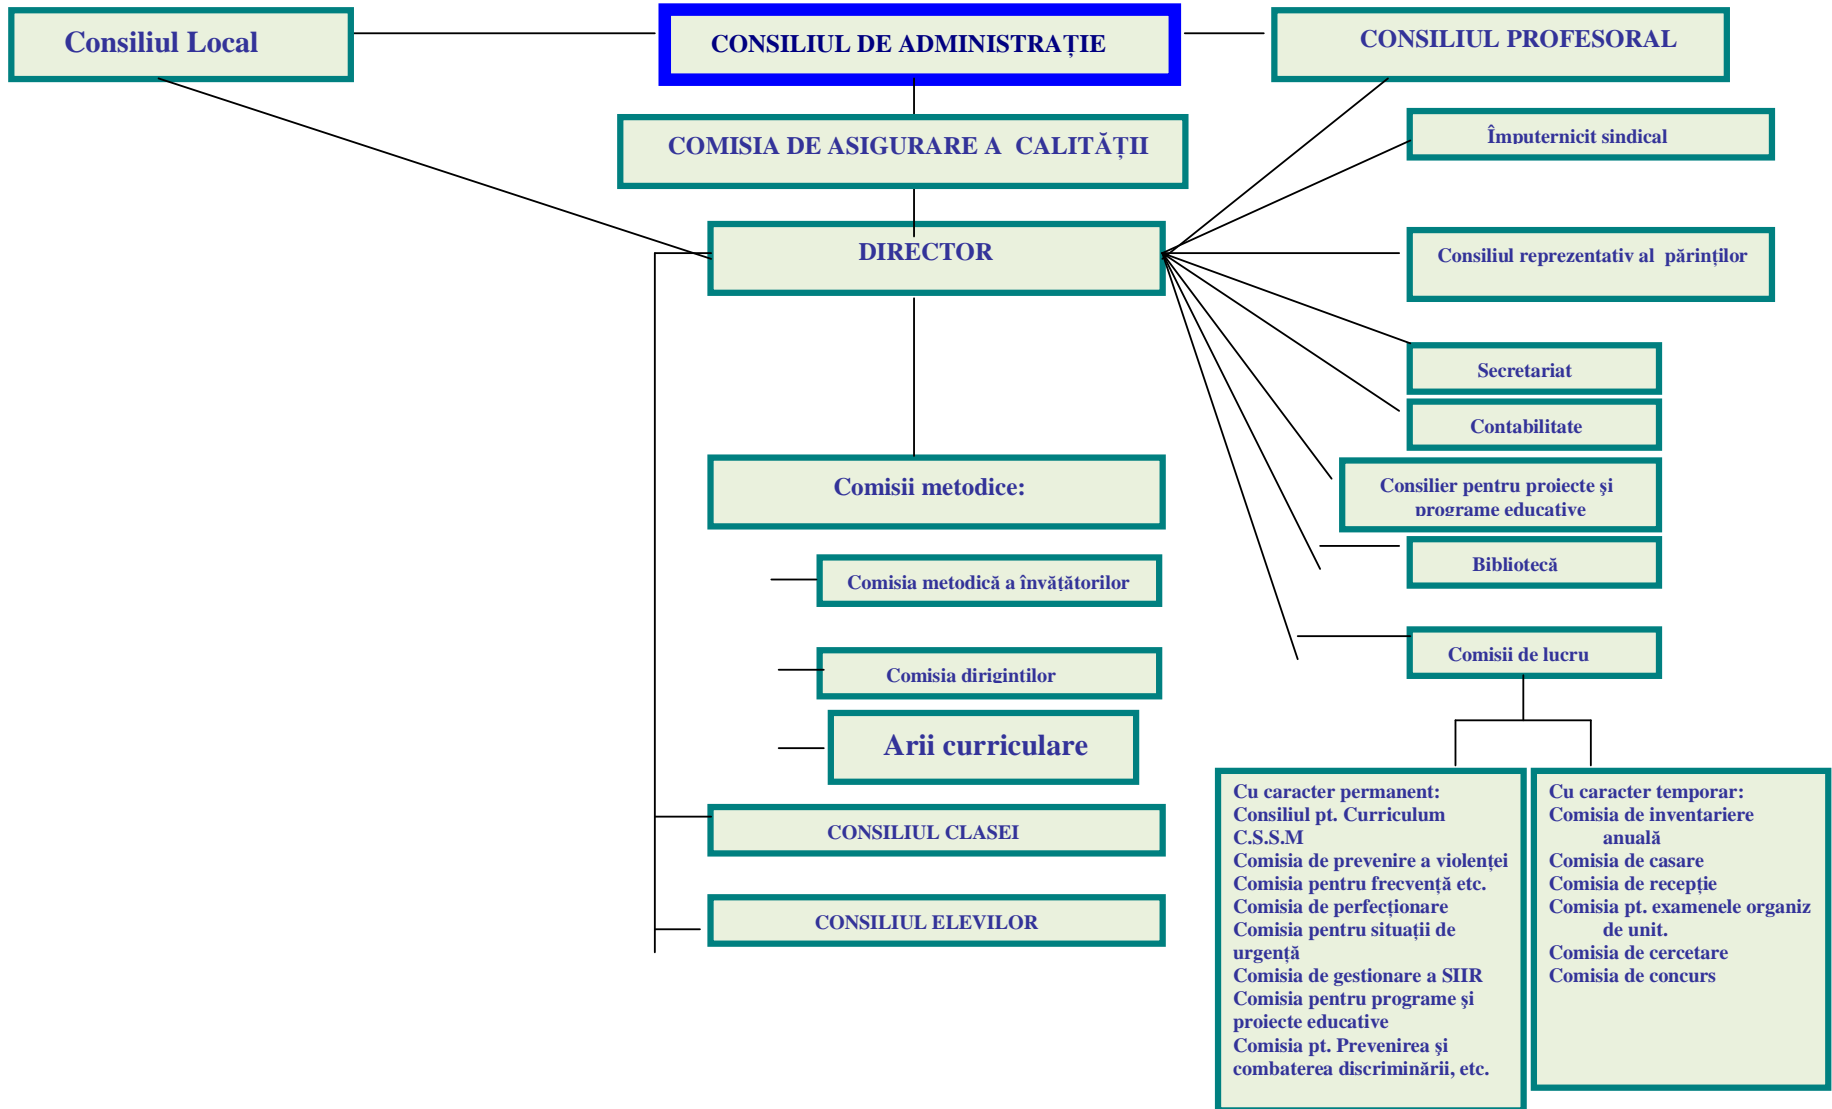 Consiliul Local
CONSILIUL DE ADMINISTRAȚIE
CONSILIUL PROFESORAL
COMISIA DE ASIGURARE A CALITĂȚII
Împuternicit sindical
DIRECTOR
Consiliul reprezentativ al părinților
Secretariat
Contabilitate
Comisii metodice:
Consilier pentru proiecte și
programe educative
Bibliotecă
Comisia metodică a învățătorilor
Comisii de lucru
Comisia diriginților
Arii curriculare
CONSILIUL CLASEI
CONSILIUL ELEVILOR
Cu caracter permanent:
Consiliul pt. Curriculum
C.S.S.M
Comisia de prevenire a violenței
Comisia pentru frecvență etc.
Comisia de perfecționare
Comisia pentru situații de
urgență
Comisia de gestionare a SIIR
Comisia pentru programe și
proiecte educative
Comisia pt. Prevenirea și
combaterea discriminării, etc.
Cu caracter temporar:
Comisia de inventariere
anuală
Comisia de casare
Comisia de recepție
Comisia pt. examenele organiz
de unit.
Comisia de cercetare
Comisia de concurs